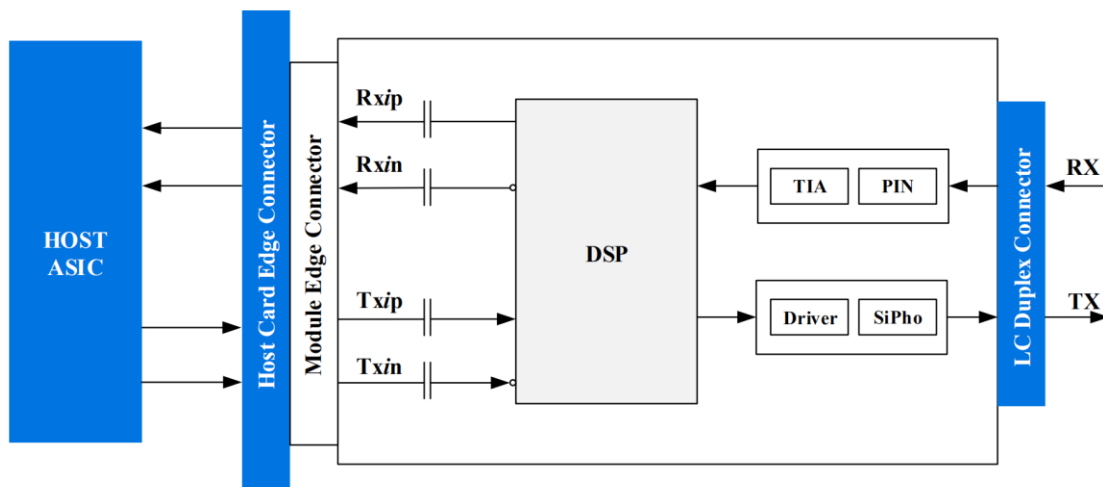 HOST
ASIC
Host Card Edge Connector
Module Edge Connector
Rxip
Rxin
Txip
Txin
DSP
TIA
PIN
Driver
SiPho
LC Duplex Connector
RX
TX